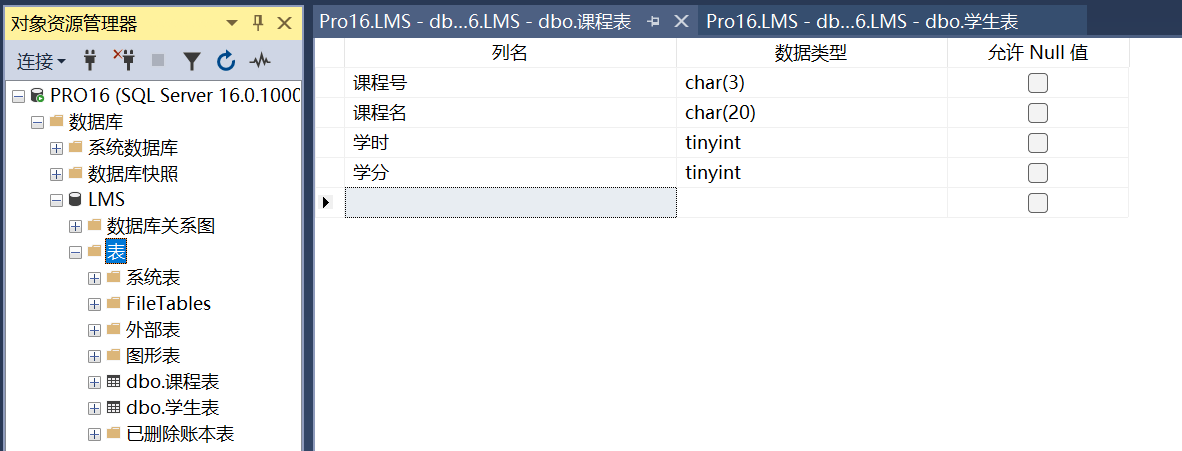 对象资源管理器
连接
PRO16 (SQL Server 16.0.1000
数据库
系统数据库
数据库快照
LMS
数据库关系图
表
系统表
FileTables
外部表
图形表
dbo.课程表
dbo.学生表
已删除账本表
Pro16.LMS - db...6.LMS - dbo.课程表
Pro16.LMS - db...6.LMS - dbo.学生表
列名 数据类型 允许 Null 值
课程号 char(3)
课程名 char(20)
学时 tinyint
学分 tinyint